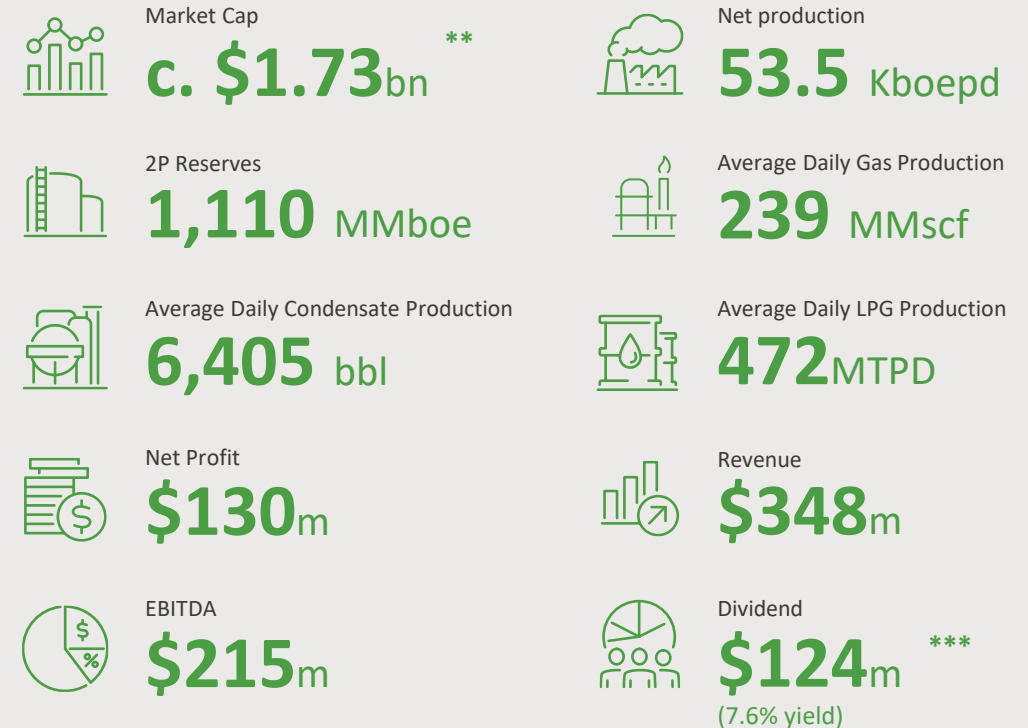 Market Cap
c. $1.73bn **
Net production
53.5 Kboepd
2P Reserves
1,110 MMboe
Average Daily Gas Production
239 MMscf
Average Daily Condensate Production
6,405 bbl
Average Daily LPG Production
472MTPD
Net Profit
$130m
Revenue
$348m
EBITDA
$215m
Dividend
$124m ***
(7.6% yield)
$
$
%